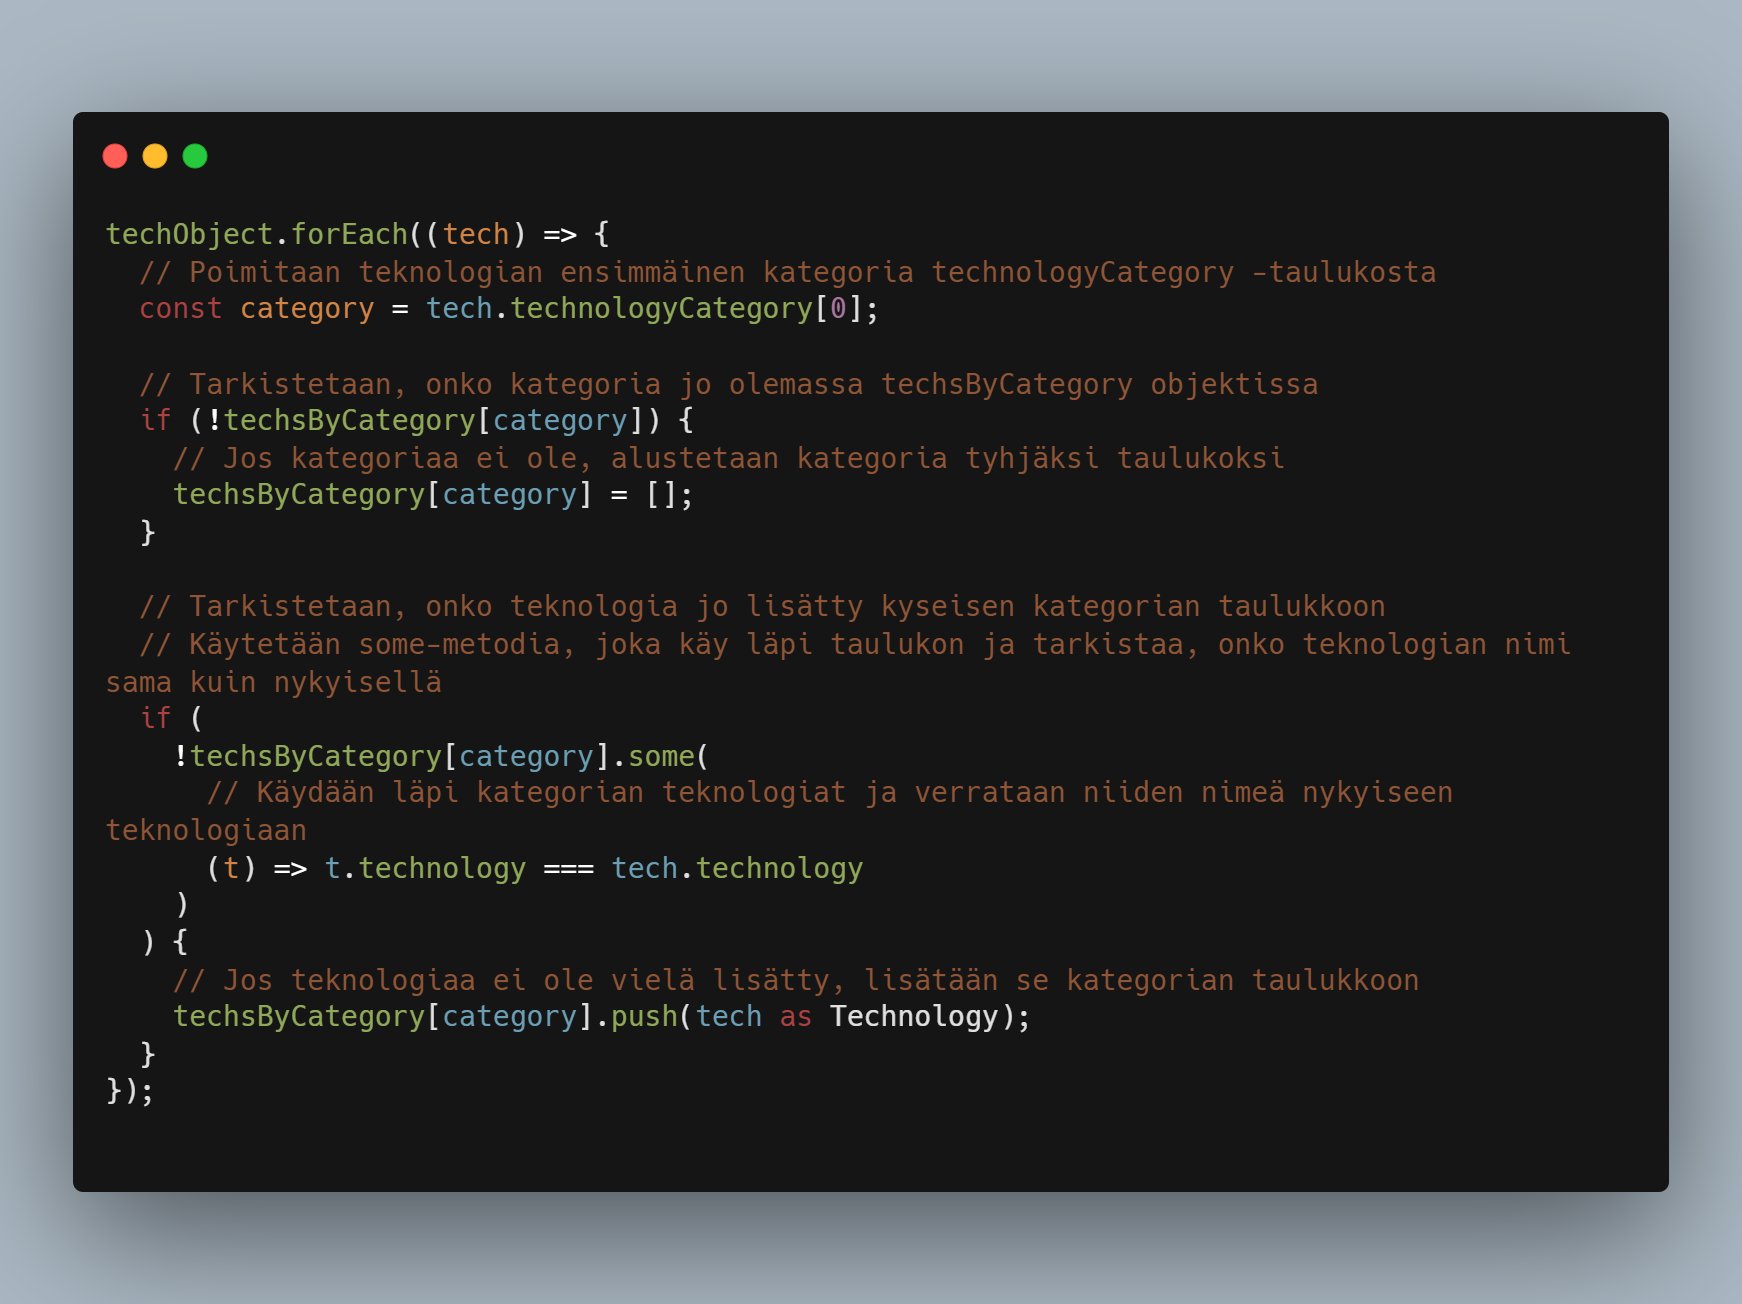 techObject.forEach((tech) => {
  // Poimitaan teknologian ensimmäinen kategoria technologyCategory -taulukosta
  const category = tech.technologyCategory[0];

  // Tarkistetaan, onko kategoria jo olemassa techsByCategory objektissa
  if (!techsByCategory[category]) {
    // Jos kategoriaa ei ole, alustetaan kategoria tyhjäksi taulukoksi
    techsByCategory[category] = [];
  }

  // Tarkistetaan, onko teknologia jo lisätty kyseisen kategorian taulukkoon
  // Käytetään some-metodia, joka käy läpi taulukon ja tarkistaa, onko teknologian nimi
sama kuin nykyisellä
  if (
    !techsByCategory[category].some(
      // Käydään läpi kategorian teknologiat ja verrataan niiden nimeä nykyiseen
teknologiaan
      (t) => t.technology === tech.technology
    )
  ) {
    // Jos teknologiaa ei ole vielä lisätty, lisätään se kategorian taulukkoon
    techsByCategory[category].push(tech as Technology);
  }
});